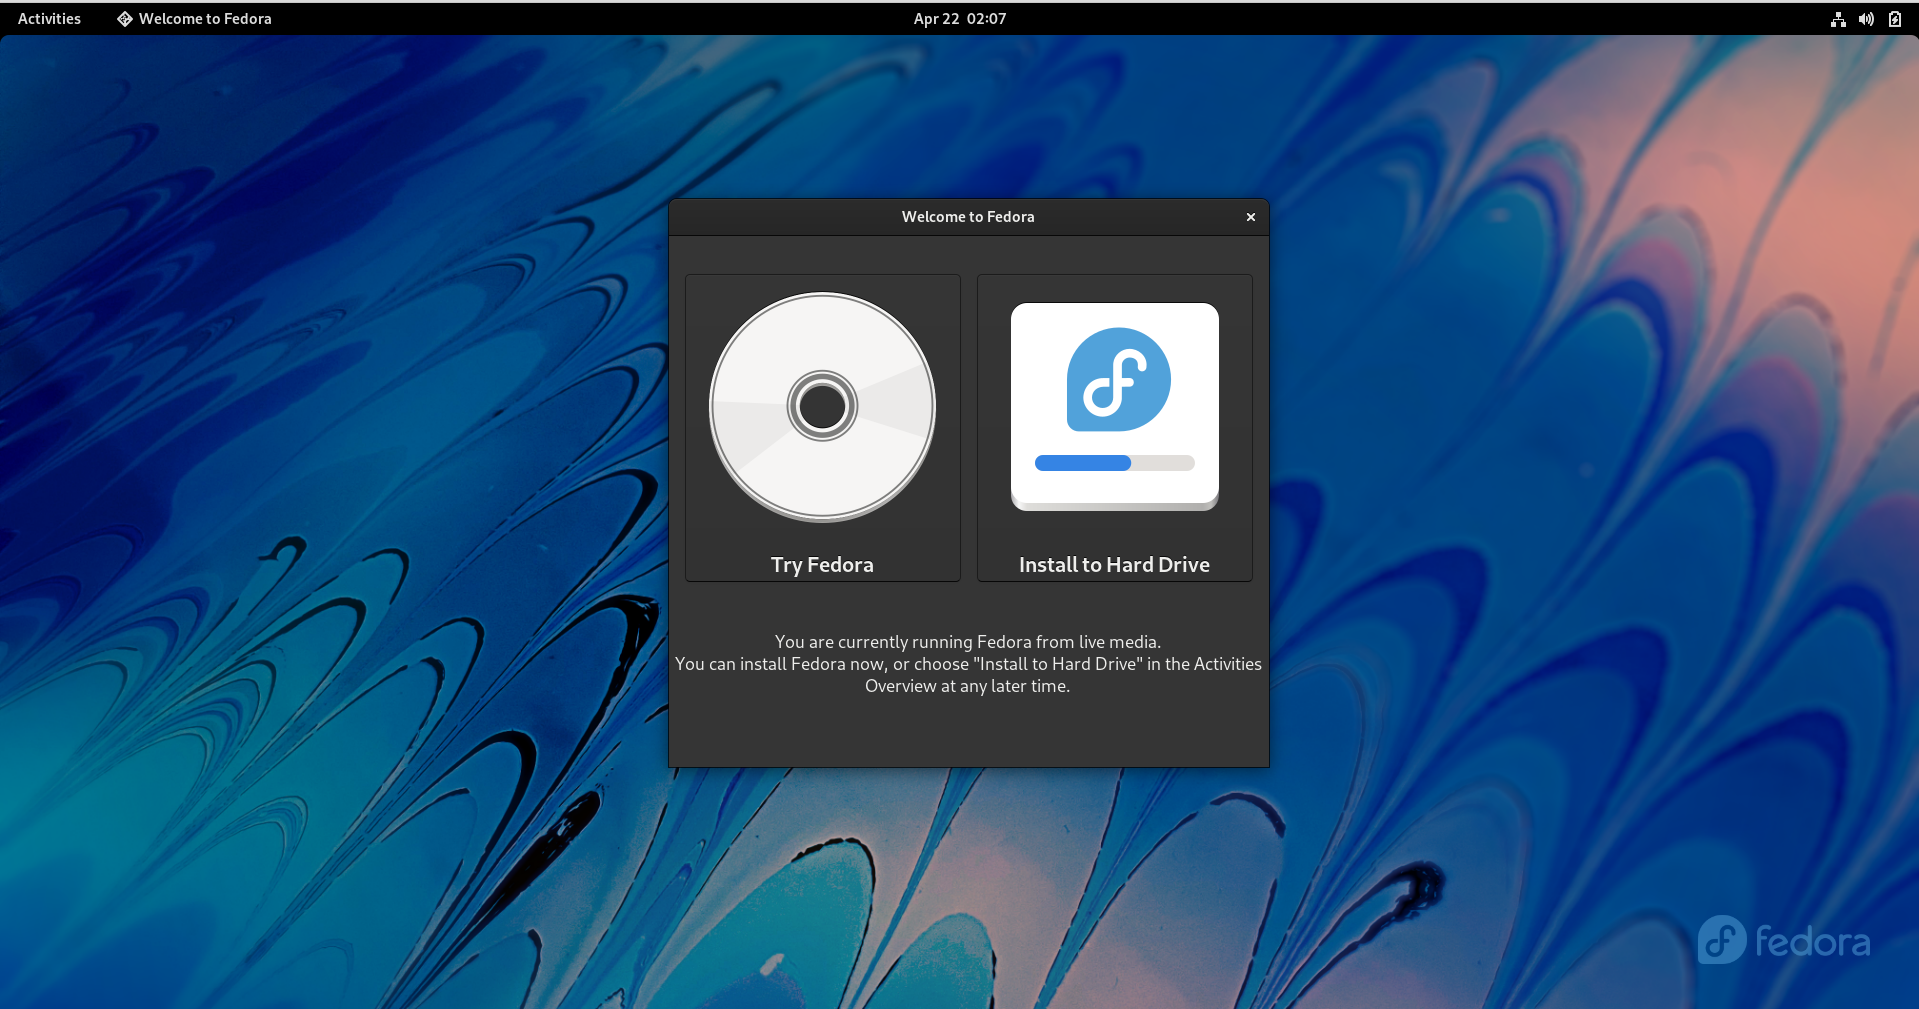 Activities
Welcome to Fedora
Apr 22 02:07
Welcome to Fedora
Try Fedora
Install to Hard Drive
You are currently running Fedora from live media.
You can install Fedora now, or choose "Install to Hard Drive" in the Activities
Overview at any later time.
fedora